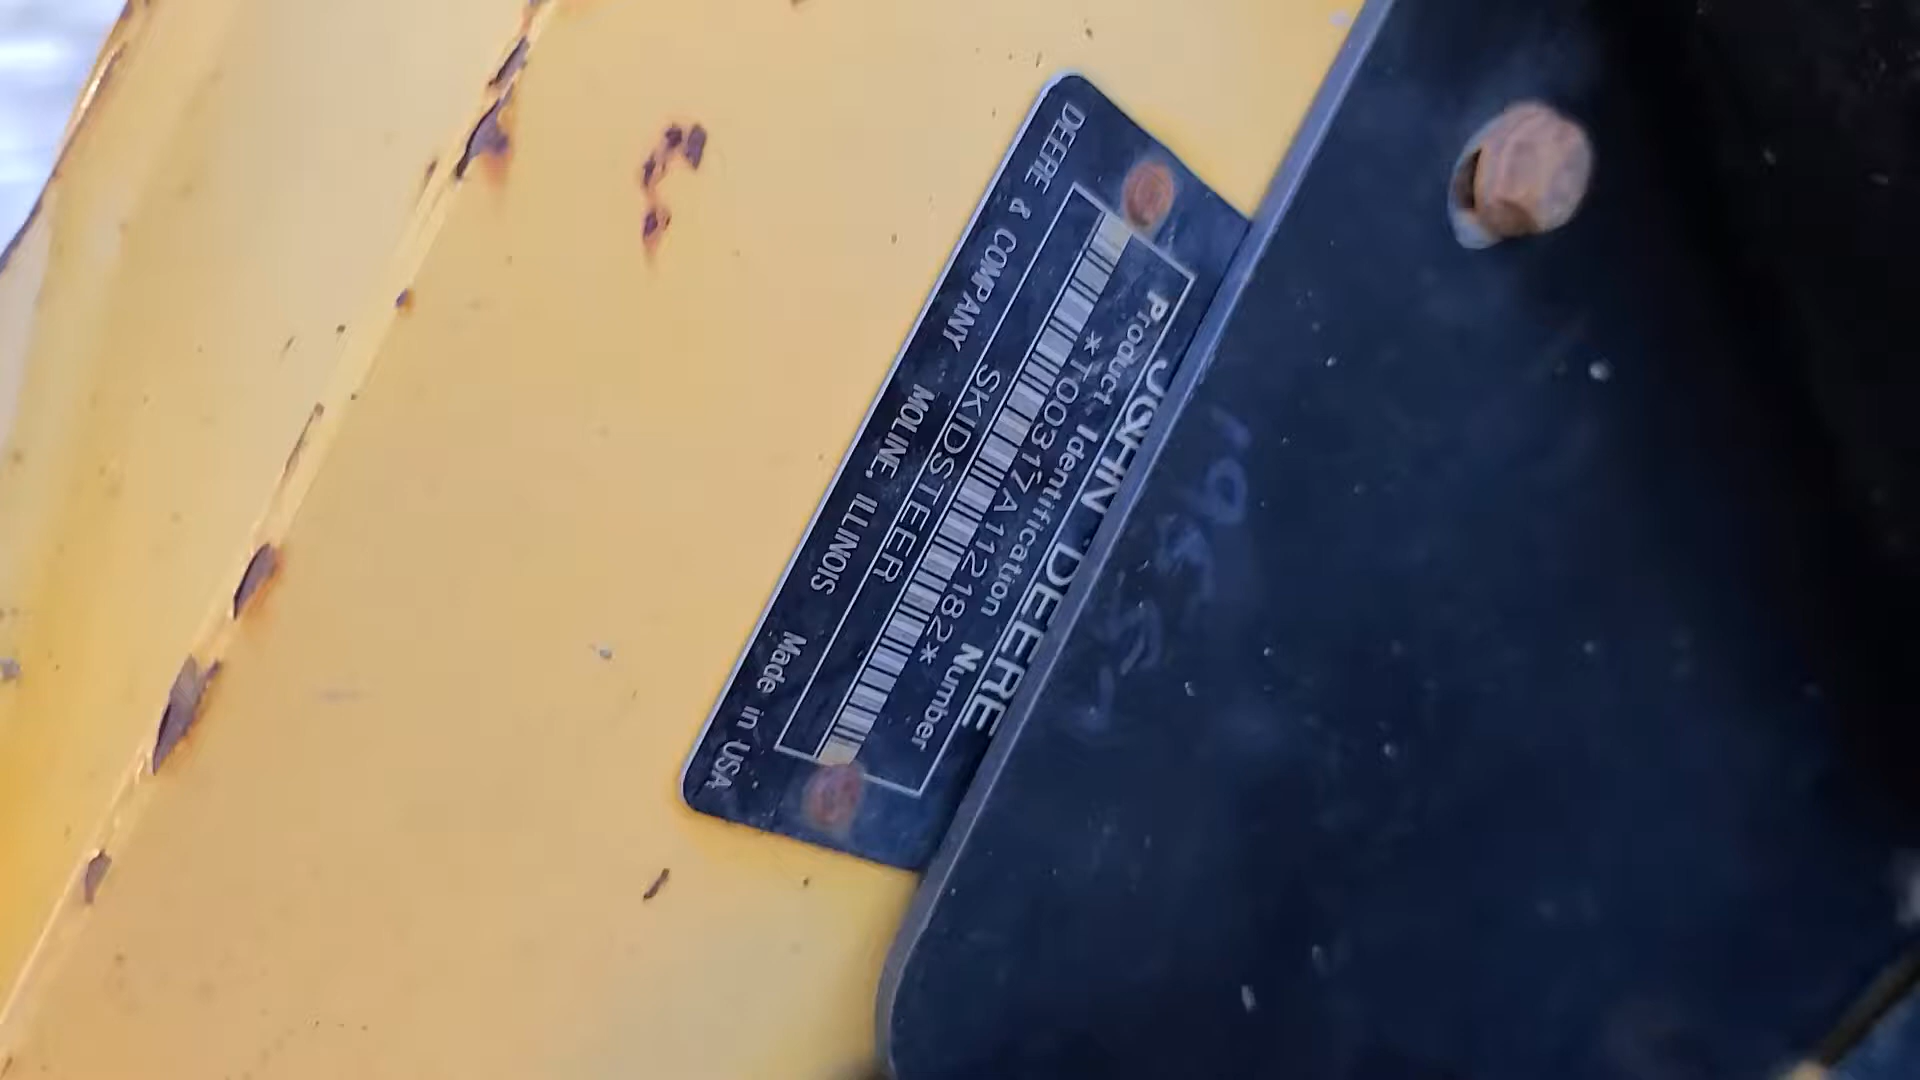 JOHN DEERE
Product Identification Number
*T00317A112182*
SKIDSTEER
DEERE & COMPANY MOLINE, ILLINOIS Made in USA